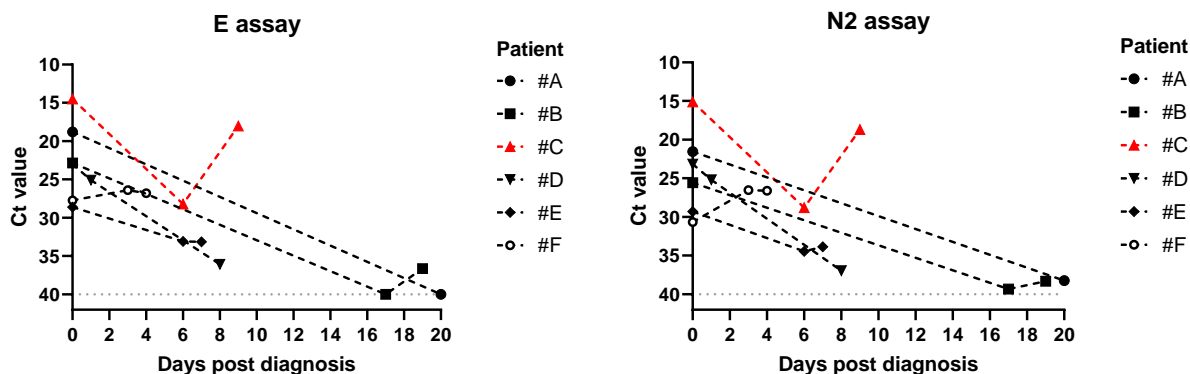 E assay
Ct value
10
15
20
25
30
35
40
0 2 4 6 8 10 12 14 16 18 20
Days post diagnosis
Patient
#A
#B
#C
#D
#E
#F
N2 assay
Ct value
10
15
20
25
30
35
40
0 2 4 6 8 10 12 14 16 18 20
Days post diagnosis
Patient
#A
#B
#C
#D
#E
#F